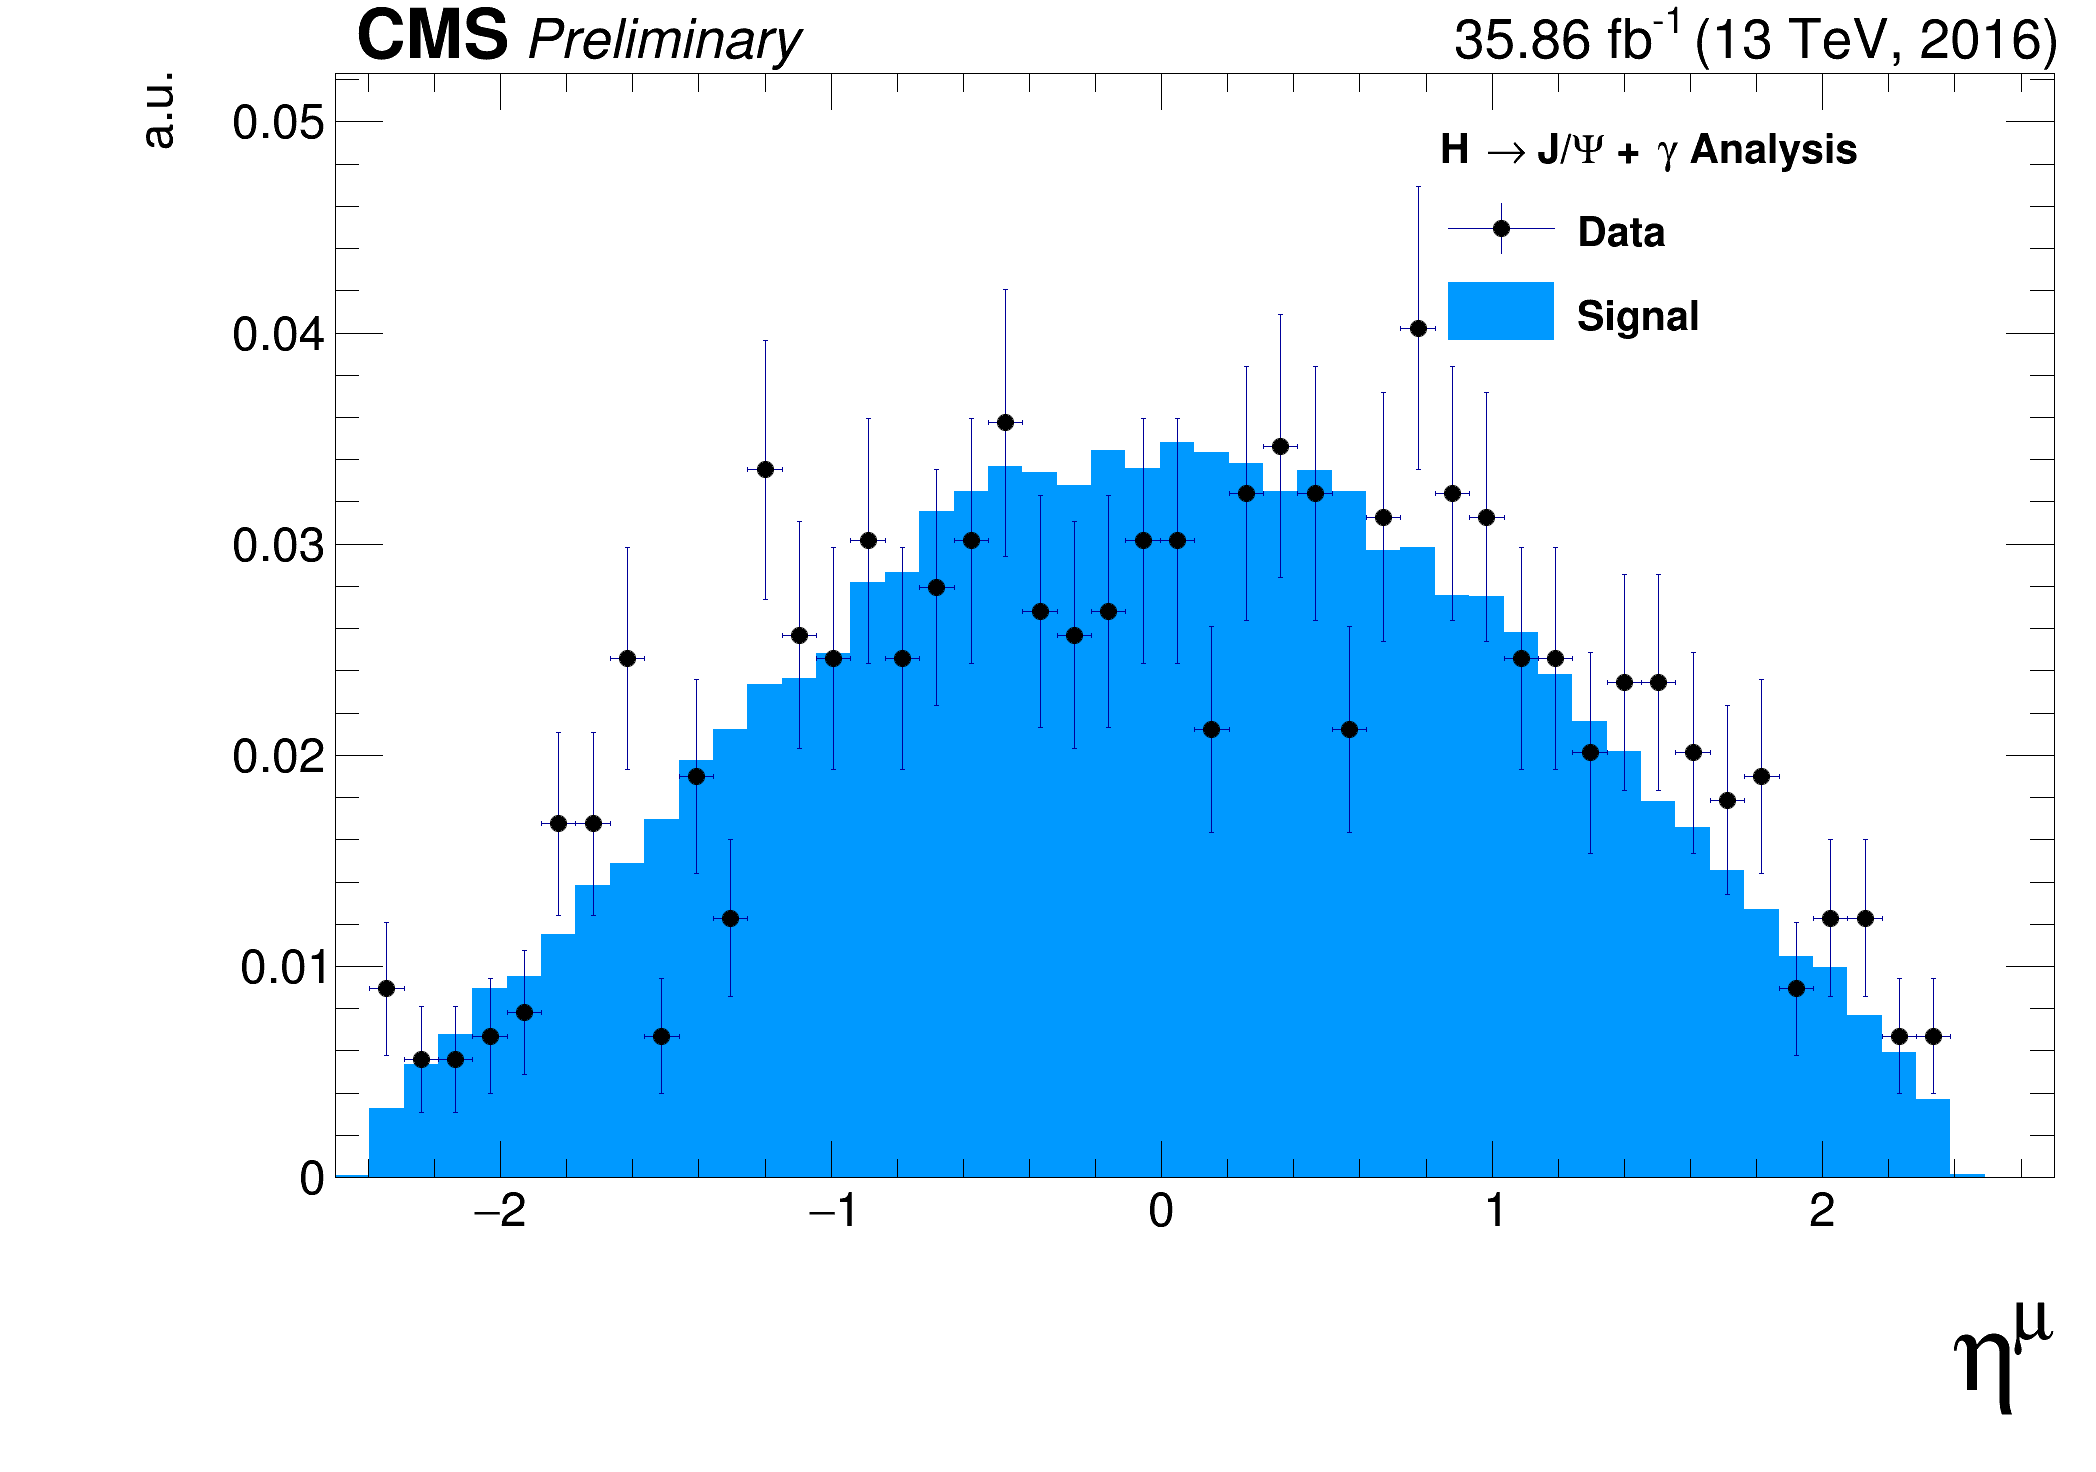 CMS Preliminary
35.86 fb⁻¹ (13 TeV, 2016)
a.u.
H → J/Ψ + γ Analysis
Data
Signal
0.05
0.04
0.03
0.02
0.01
0
−2 −1 0 1 2
η^μ